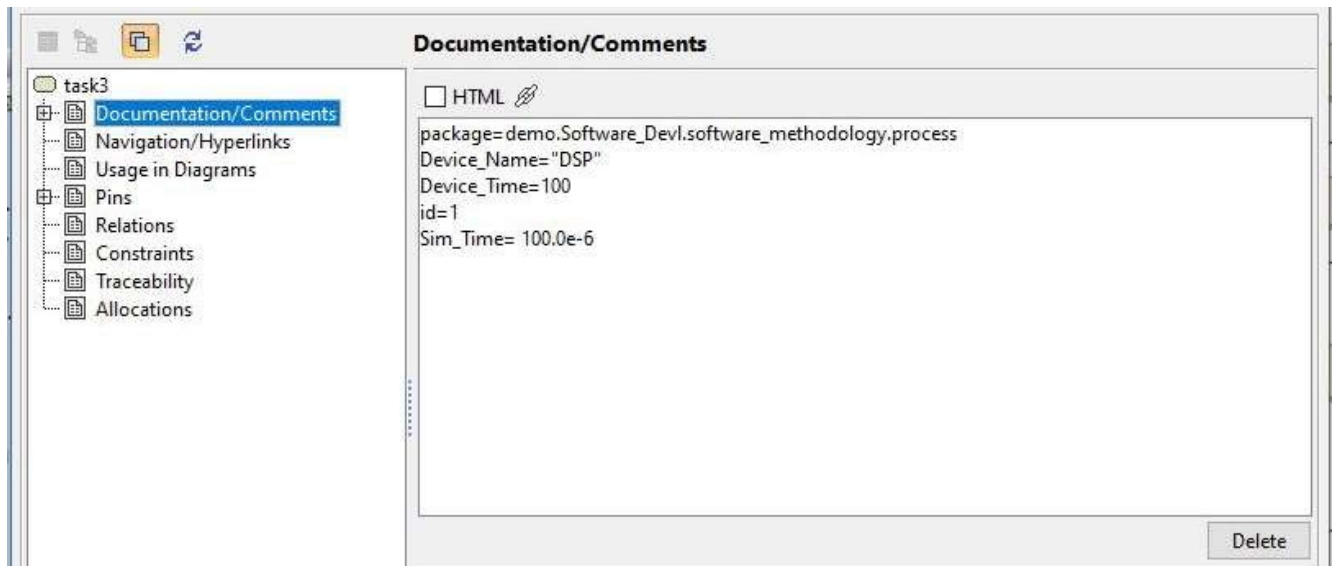 Documentation/Comments
task3
Documentation/Comments
Navigation/Hyperlinks
Usage in Diagrams
Pins
Relations
Constraints
Traceability
Allocations
HTML
package=demo.Software_Devl.software_methodology.process
Device_Name="DSP"
Device_Time=100
id=1
Sim_Time= 100.0e-6
Delete